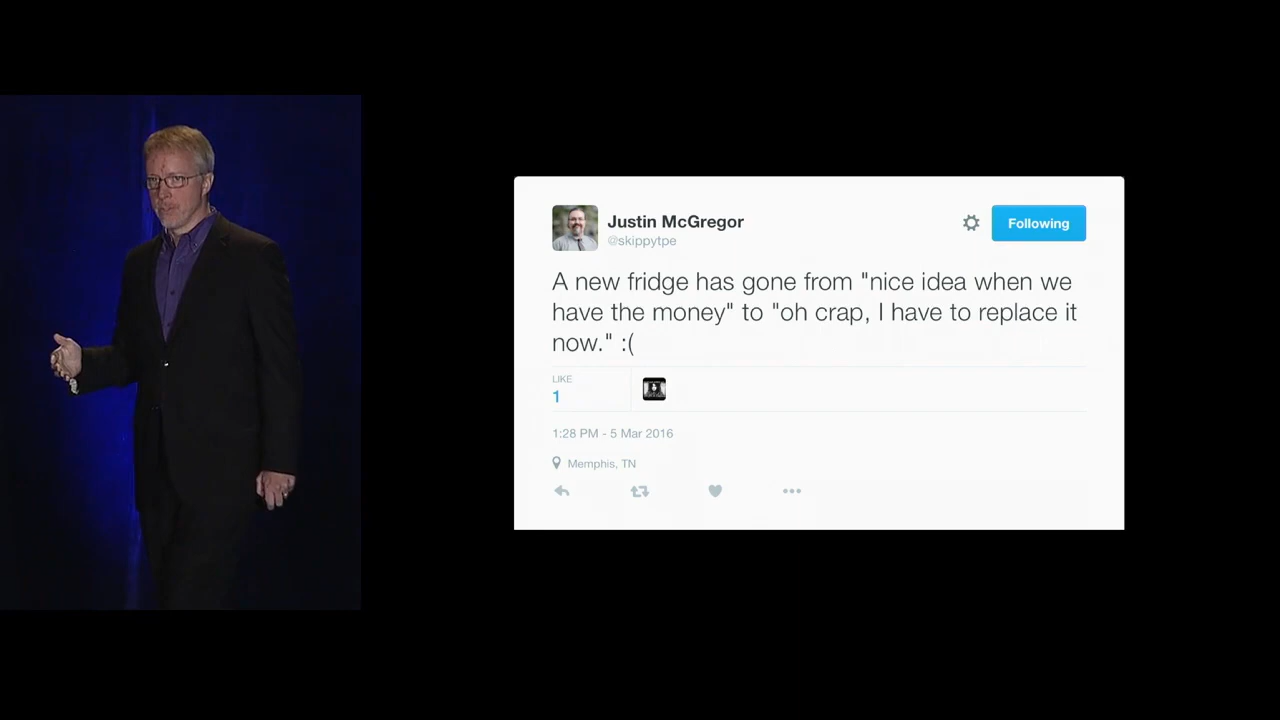 Justin McGregor
@skippytpe
Following
A new fridge has gone from "nice idea when we
have the money" to "oh crap, I have to replace it
now." :(
LIKE
1
1:28 PM - 5 Mar 2016
Memphis, TN